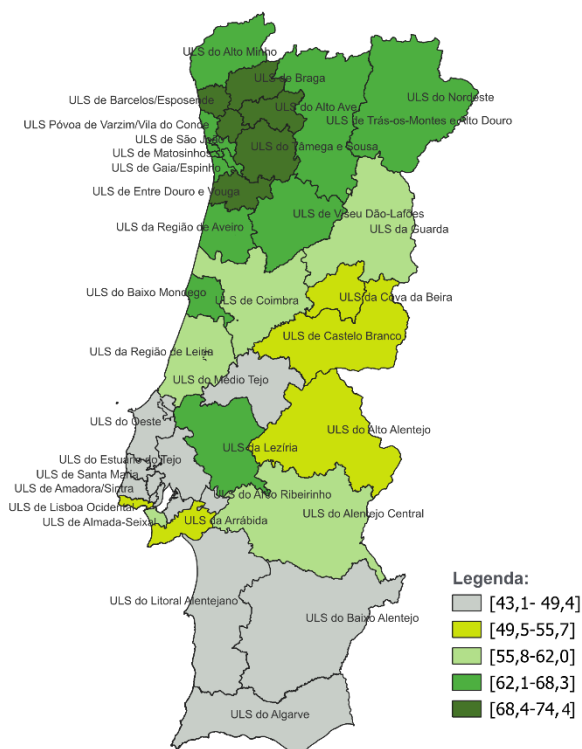 ULS do Alto Minho
ULS de Braga
ULS de Barcelos/Esposende
ULS do Nordeste
ULS do Alto Ave
ULS Póvoa de Varzim/Vila do Conde
ULS de Trás-os-Montes e Alto Douro
ULS de São João
ULS do Tâmega e Sousa
ULS de Matosinhos
ULS de Gaia/Espinho
ULS de Entre Douro e Vouga
ULS de Viseu Dão-Lafões
ULS da Região de Aveiro
ULS da Guarda
ULS do Baixo Mondego
ULS de Coimbra
ULS da Cova da Beira
ULS de Castelo Branco
ULS da Região de Leiria
ULS do Médio Tejo
ULS do Oeste
ULS do Alto Alentejo
ULS da Lezíria
ULS do Estuário do Tejo
ULS de Santa Maria
ULS de Amadora/Sintra
ULS do Arco Ribeirinho
ULS de Lisboa Ocidental
ULS do Alentejo Central
ULS de Almada-Seixal
ULS da Arrábida
ULS do Litoral Alentejano
ULS do Baixo Alentejo
ULS do Algarve
Legenda:
[43,1- 49,4]
[49,5-55,7]
[55,8-62,0]
[62,1-68,3]
[68,4-74,4]